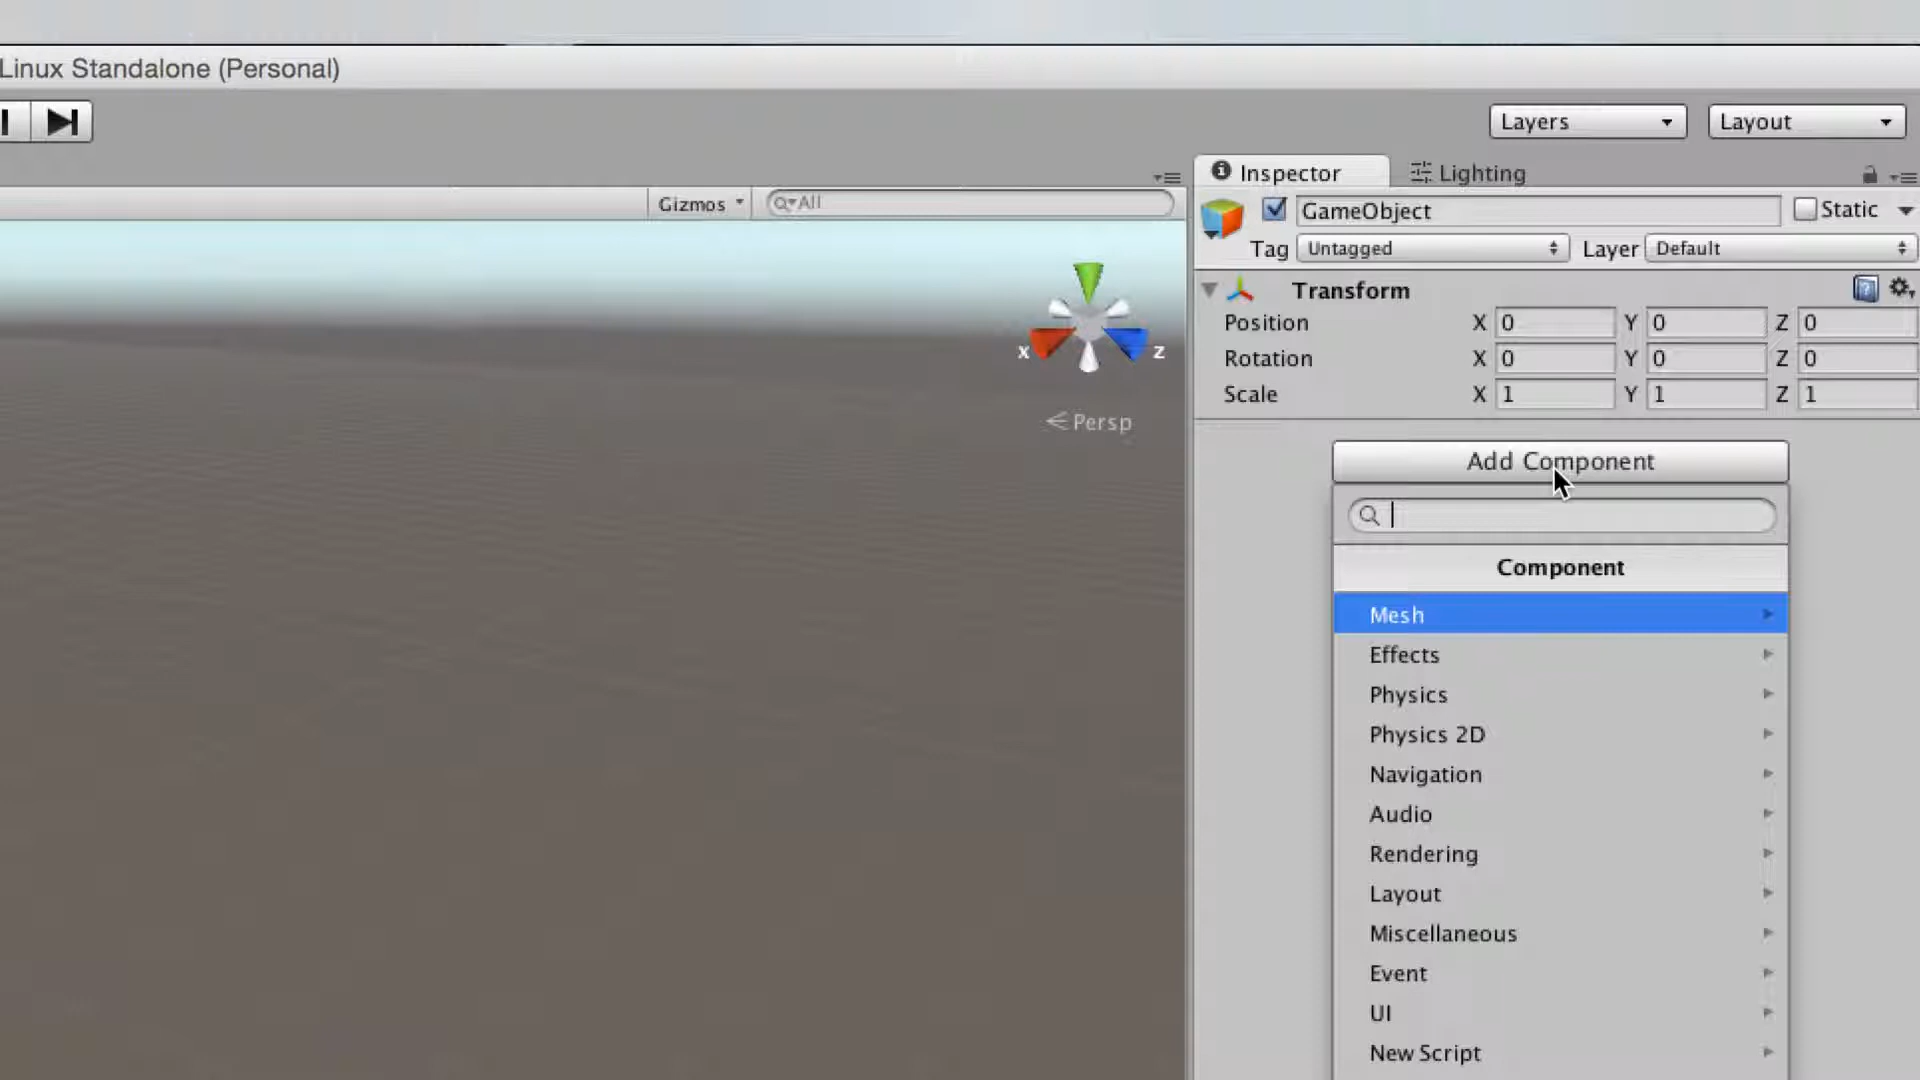 Linux Standalone (Personal)
Layers Layout
Inspector Lighting
Gizmos All
GameObject Static
Tag Untagged Layer Default
Transform
Position X 0 Y 0 Z 0
Rotation X 0 Y 0 Z 0
Scale X 1 Y 1 Z 1
x z
Persp
Add Component
Component
Mesh
Effects
Physics
Physics 2D
Navigation
Audio
Rendering
Layout
Miscellaneous
Event
UI
New Script